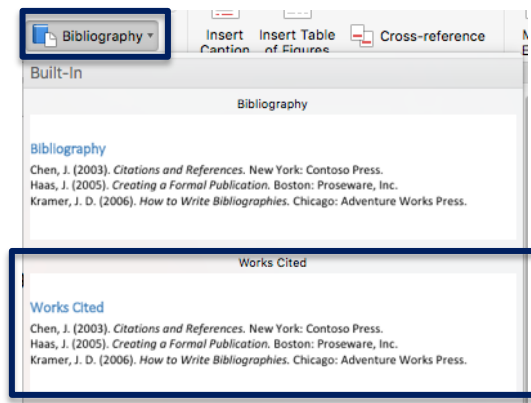 Bibliography
Insert Caption
Insert Table of Figures
Cross-reference
Built-In
Bibliography
Bibliography
Chen, J. (2003). Citations and References. New York: Contoso Press.
Haas, J. (2005). Creating a Formal Publication. Boston: Proseware, Inc.
Kramer, J. D. (2006). How to Write Bibliographies. Chicago: Adventure Works Press.
Works Cited
Works Cited
Chen, J. (2003). Citations and References. New York: Contoso Press.
Haas, J. (2005). Creating a Formal Publication. Boston: Proseware, Inc.
Kramer, J. D. (2006). How to Write Bibliographies. Chicago: Adventure Works Press.